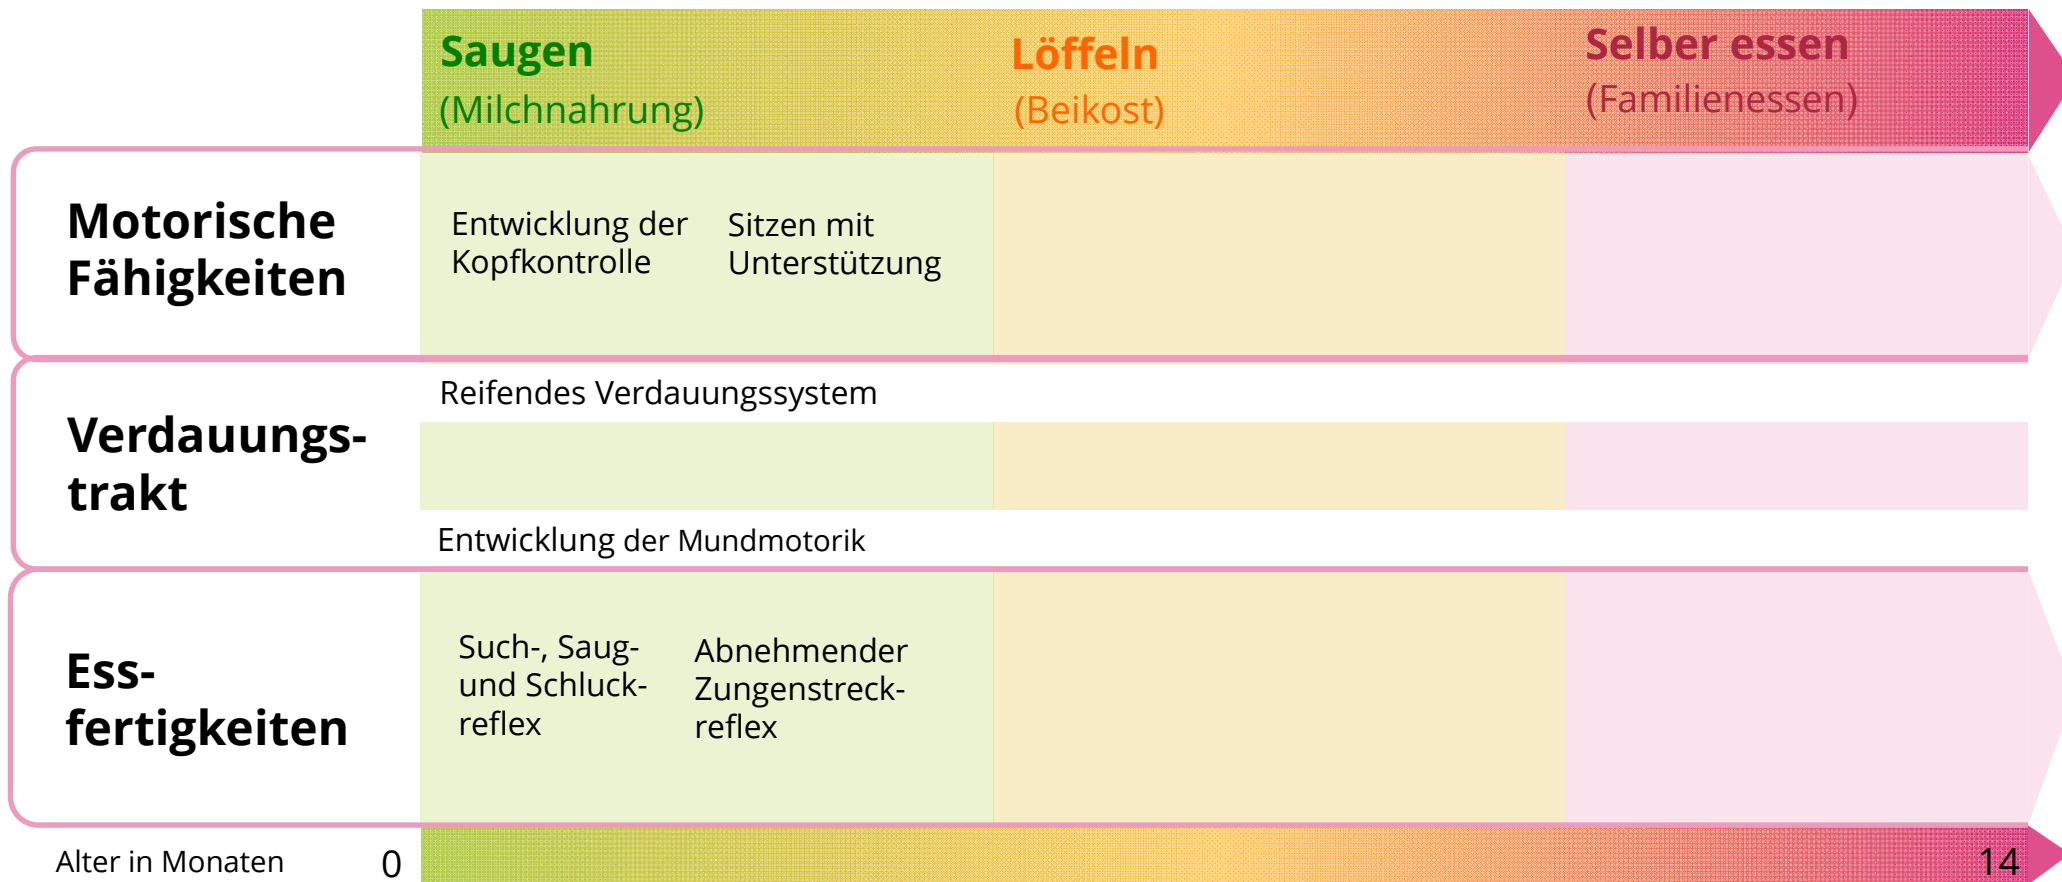 Saugen
(Milchnahrung)
Löffeln
(Beikost)
Selber essen
(Familienessen)
Motorische
Fähigkeiten
Entwicklung der
Kopfkontrolle
Sitzen mit
Unterstützung
Verdauungs-
trakt
Reifendes Verdauungssystem
Entwicklung der Mundmotorik
Ess-
fertigkeiten
Such-, Saug-
und Schluck-
reflex
Abnehmender
Zungenstreck-
reflex
Alter in Monaten
0
14